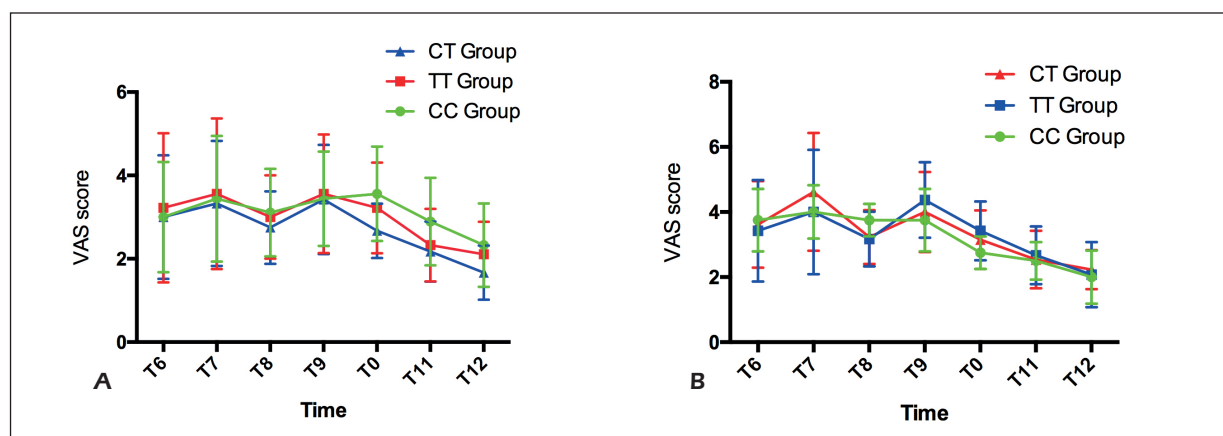 CT Group
TT Group
CC Group
6
4
2
0
VAS score
T6
T7
T8
T9
T0
T11
T12
Time
A
CT Group
TT Group
CC Group
8
6
4
2
0
VAS score
T6
T7
T8
T9
T0
T11
T12
Time
B